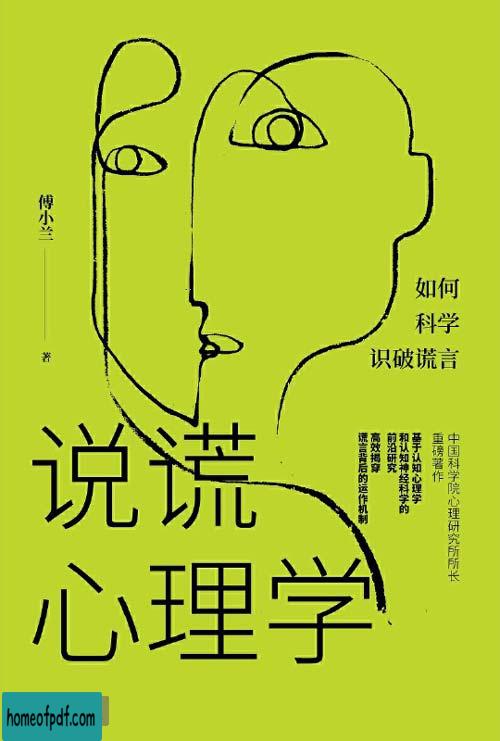 傅小兰
著
如何
科学
识破谎言
中国科学院心理研究所所长
重磅著作
基于认知心理学
和认知神经科学的
前沿研究
高效揭穿
谎言背后的运作机制
说谎
心理学
homeofpdf.com